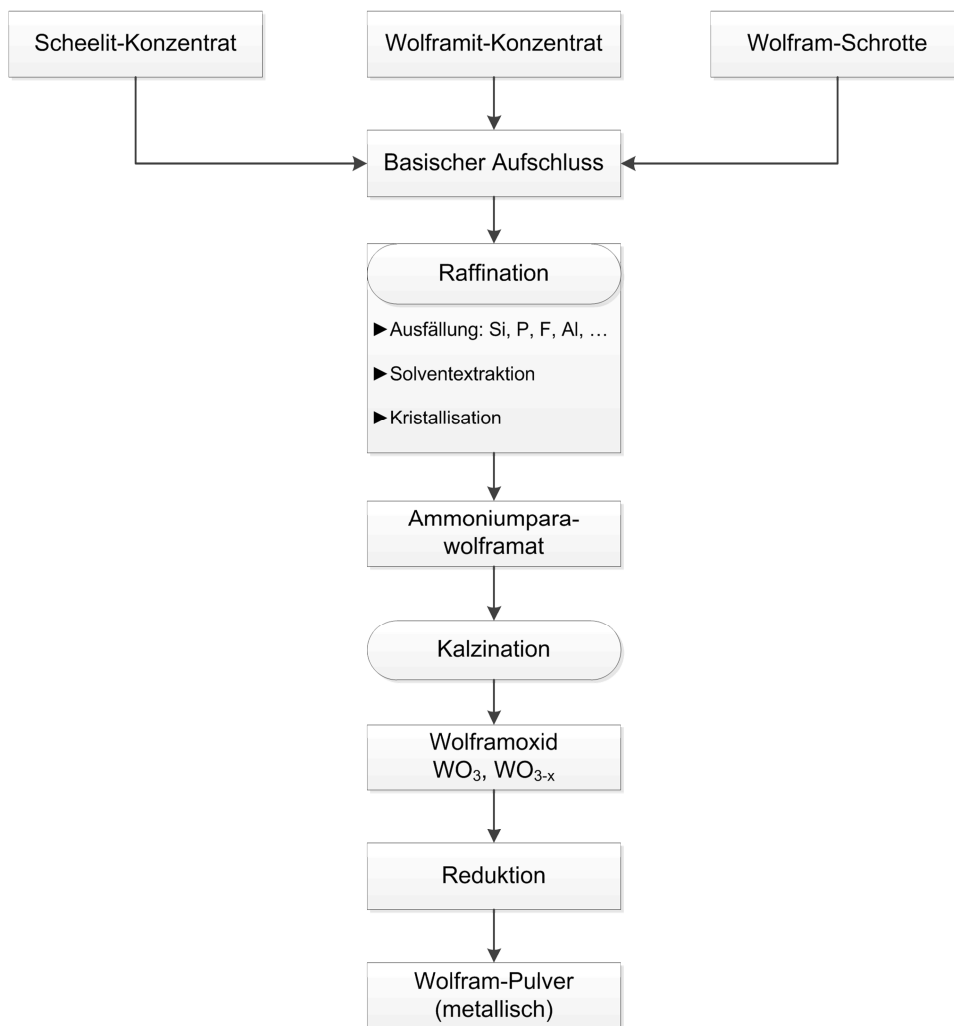 Scheelit-Konzentrat
Wolframit-Konzentrat
Wolfram-Schrotte
Basischer Aufschluss
Raffination
►Ausfällung: Si, P, F, Al, …
►Solventextraktion
►Kristallisation
Ammoniumpara-
wolframat
Kalzination
Wolframoxid
WO₃, WO₃₋ₓ
Reduktion
Wolfram-Pulver
(metallisch)